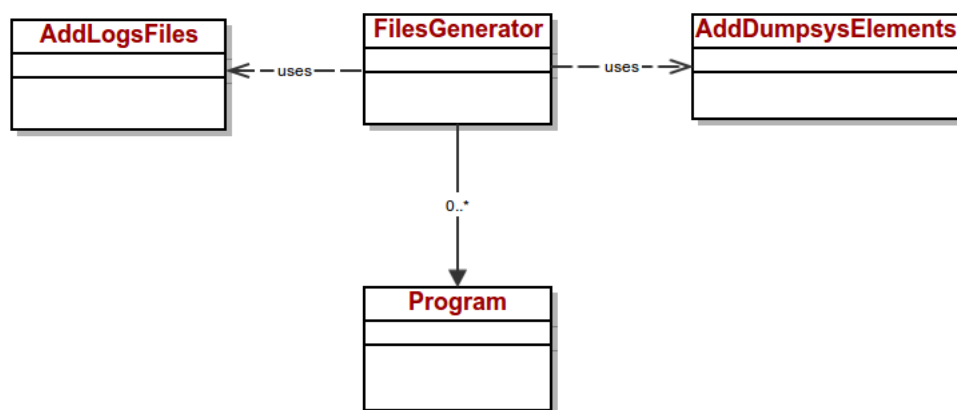 AddLogsFiles
FilesGenerator
AddDumpsysElements
uses
uses
0..*
Program